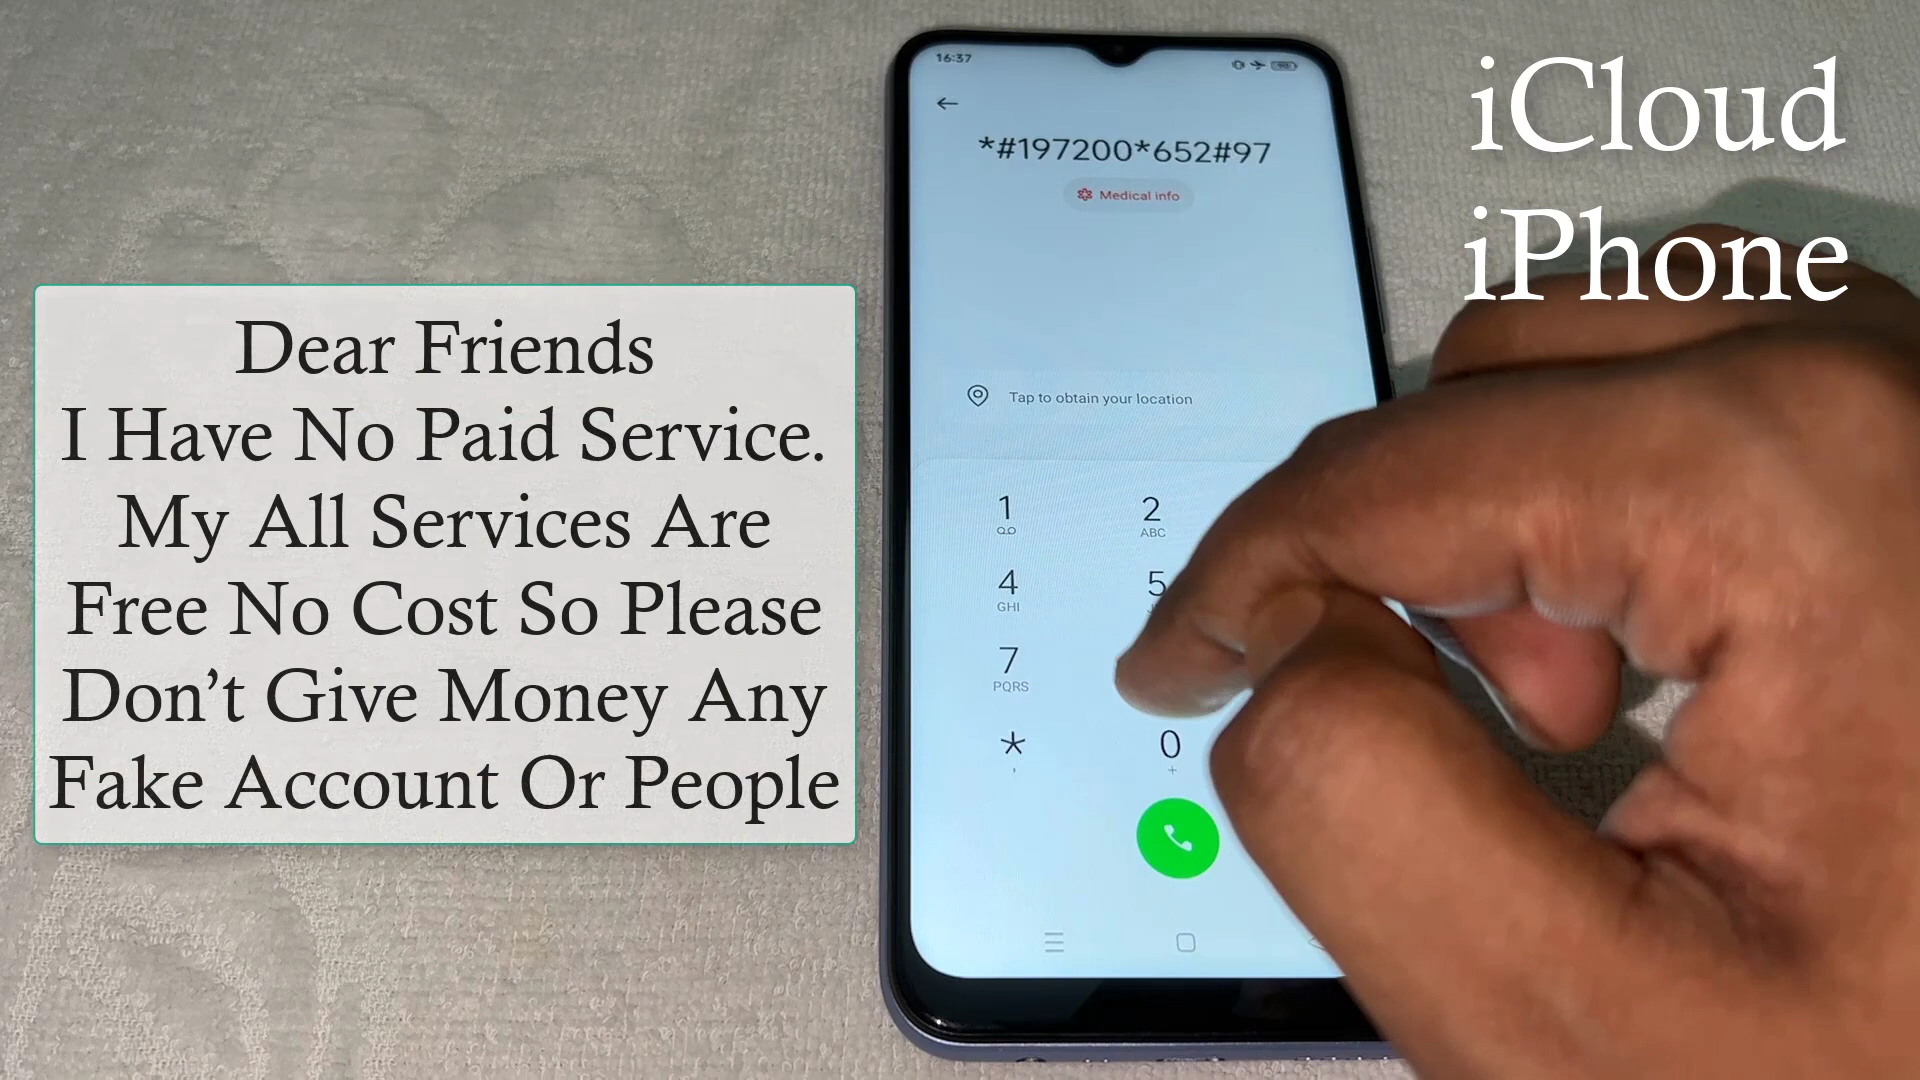 16:37
*#197200*652#97
Medical info
Tap to obtain your location
1
2
ABC
4
GHI
5
7
PQRS
*
0
+
iCloud
iPhone
Dear Friends
I Have No Paid Service.
My All Services Are
Free No Cost So Please
Don’t Give Money Any
Fake Account Or People